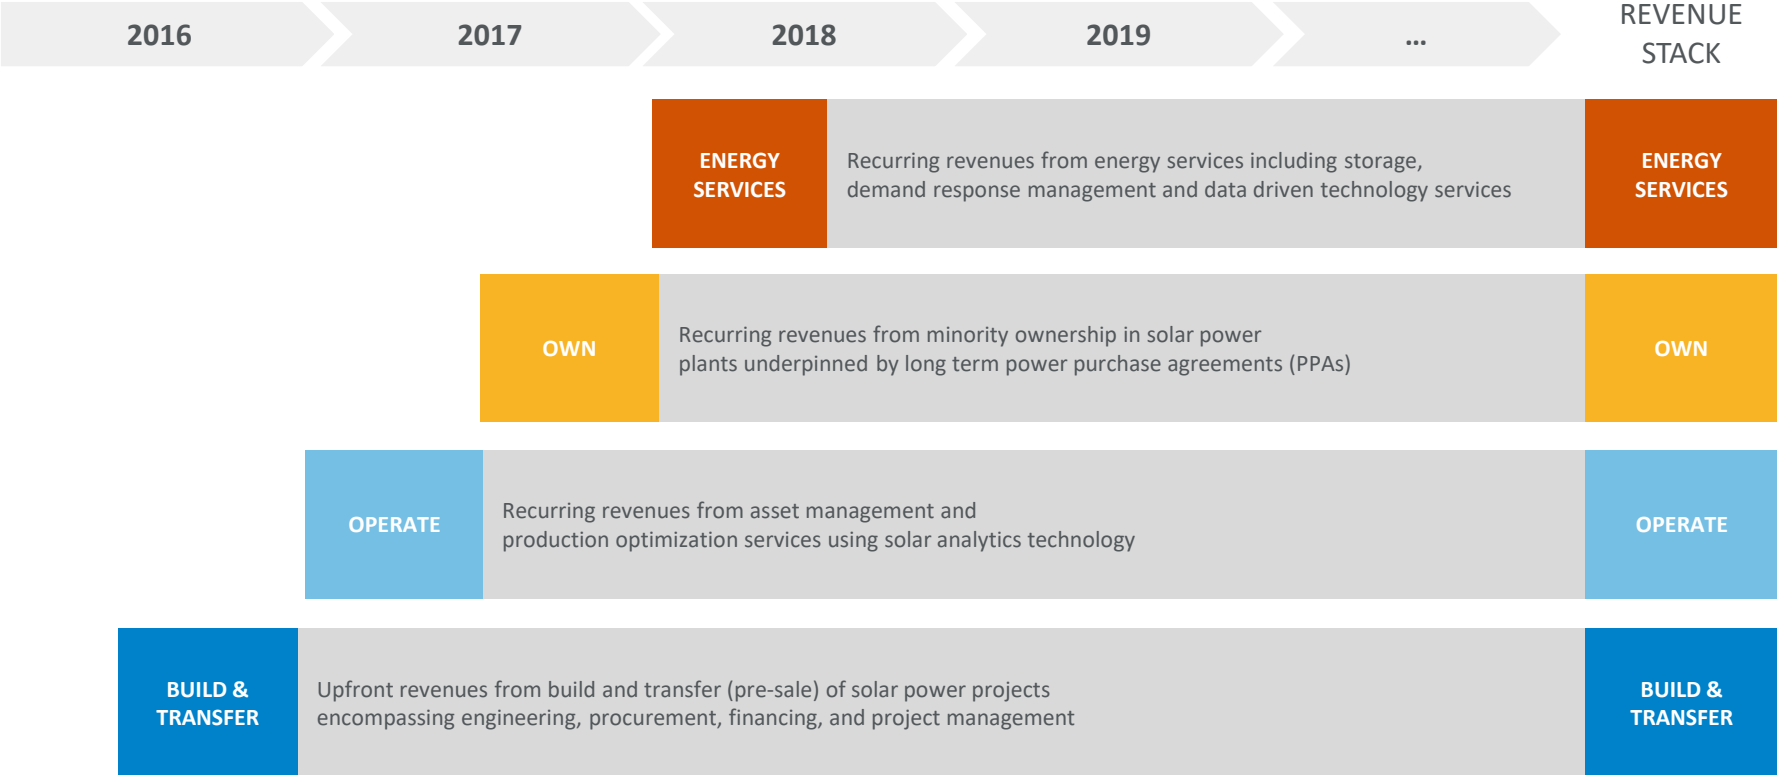 2016
2017
2018
2019
...
REVENUE
STACK
ENERGY
SERVICES
Recurring revenues from energy services including storage,
demand response management and data driven technology services
ENERGY
SERVICES
OWN
Recurring revenues from minority ownership in solar power
plants underpinned by long term power purchase agreements (PPAs)
OWN
OPERATE
Recurring revenues from asset management and
production optimization services using solar analytics technology
OPERATE
BUILD &
TRANSFER
Upfront revenues from build and transfer (pre-sale) of solar power projects
encompassing engineering, procurement, financing, and project management
BUILD &
TRANSFER